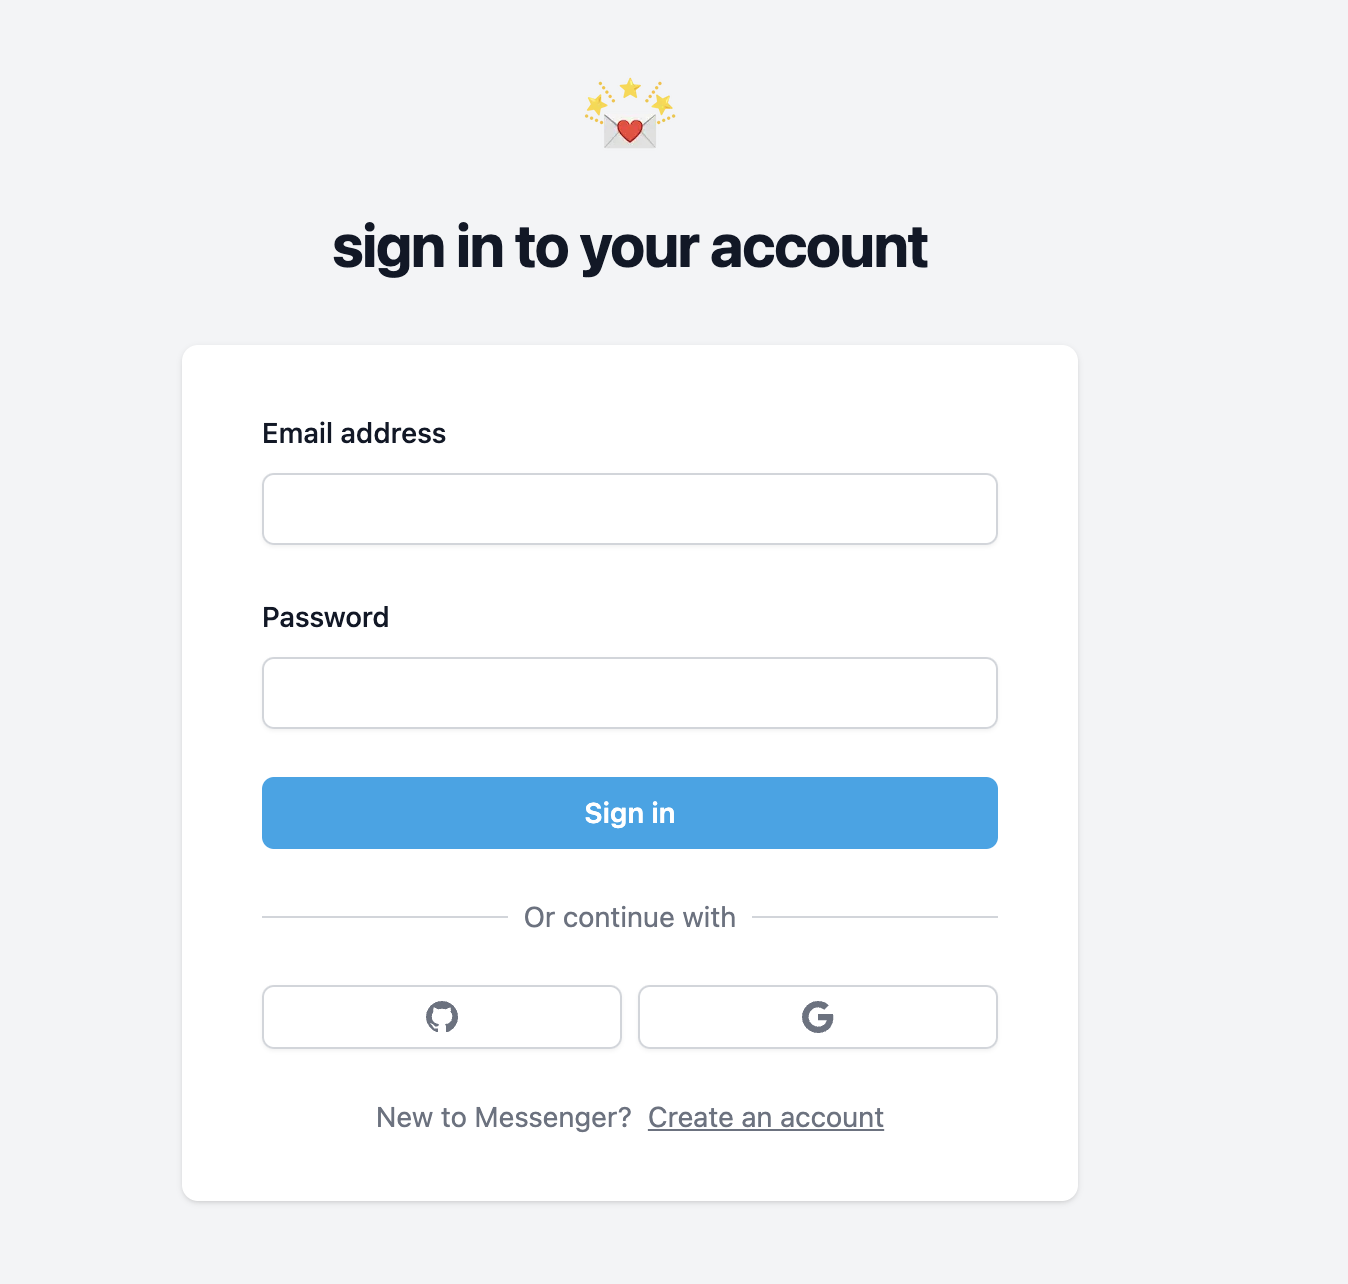 sign in to your account
Email address
Password
Sign in
Or continue with
New to Messenger? Create an account